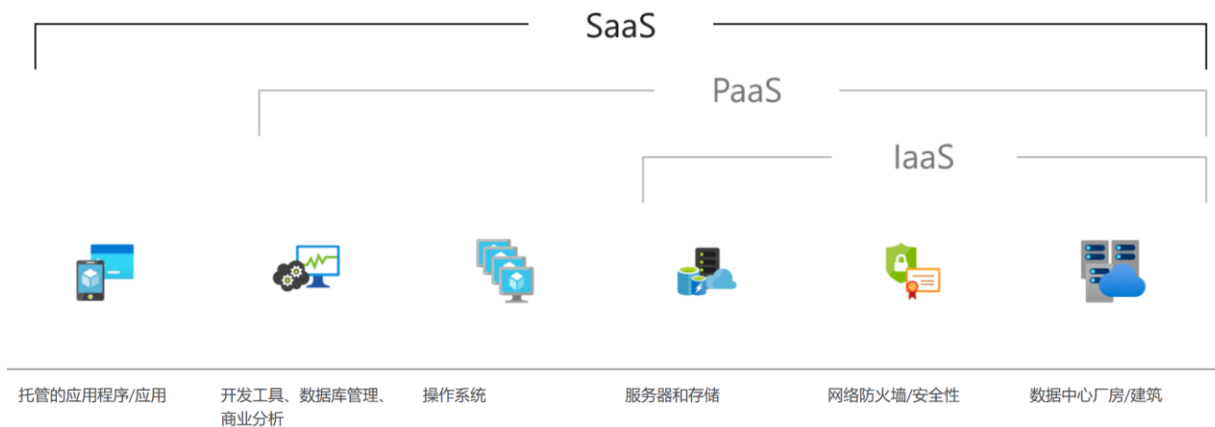 SaaS
PaaS
IaaS
托管的应用程序/应用
开发工具、数据库管理、
商业分析
操作系统
服务器和存储
网络防火墙/安全性
数据中心厂房/建筑